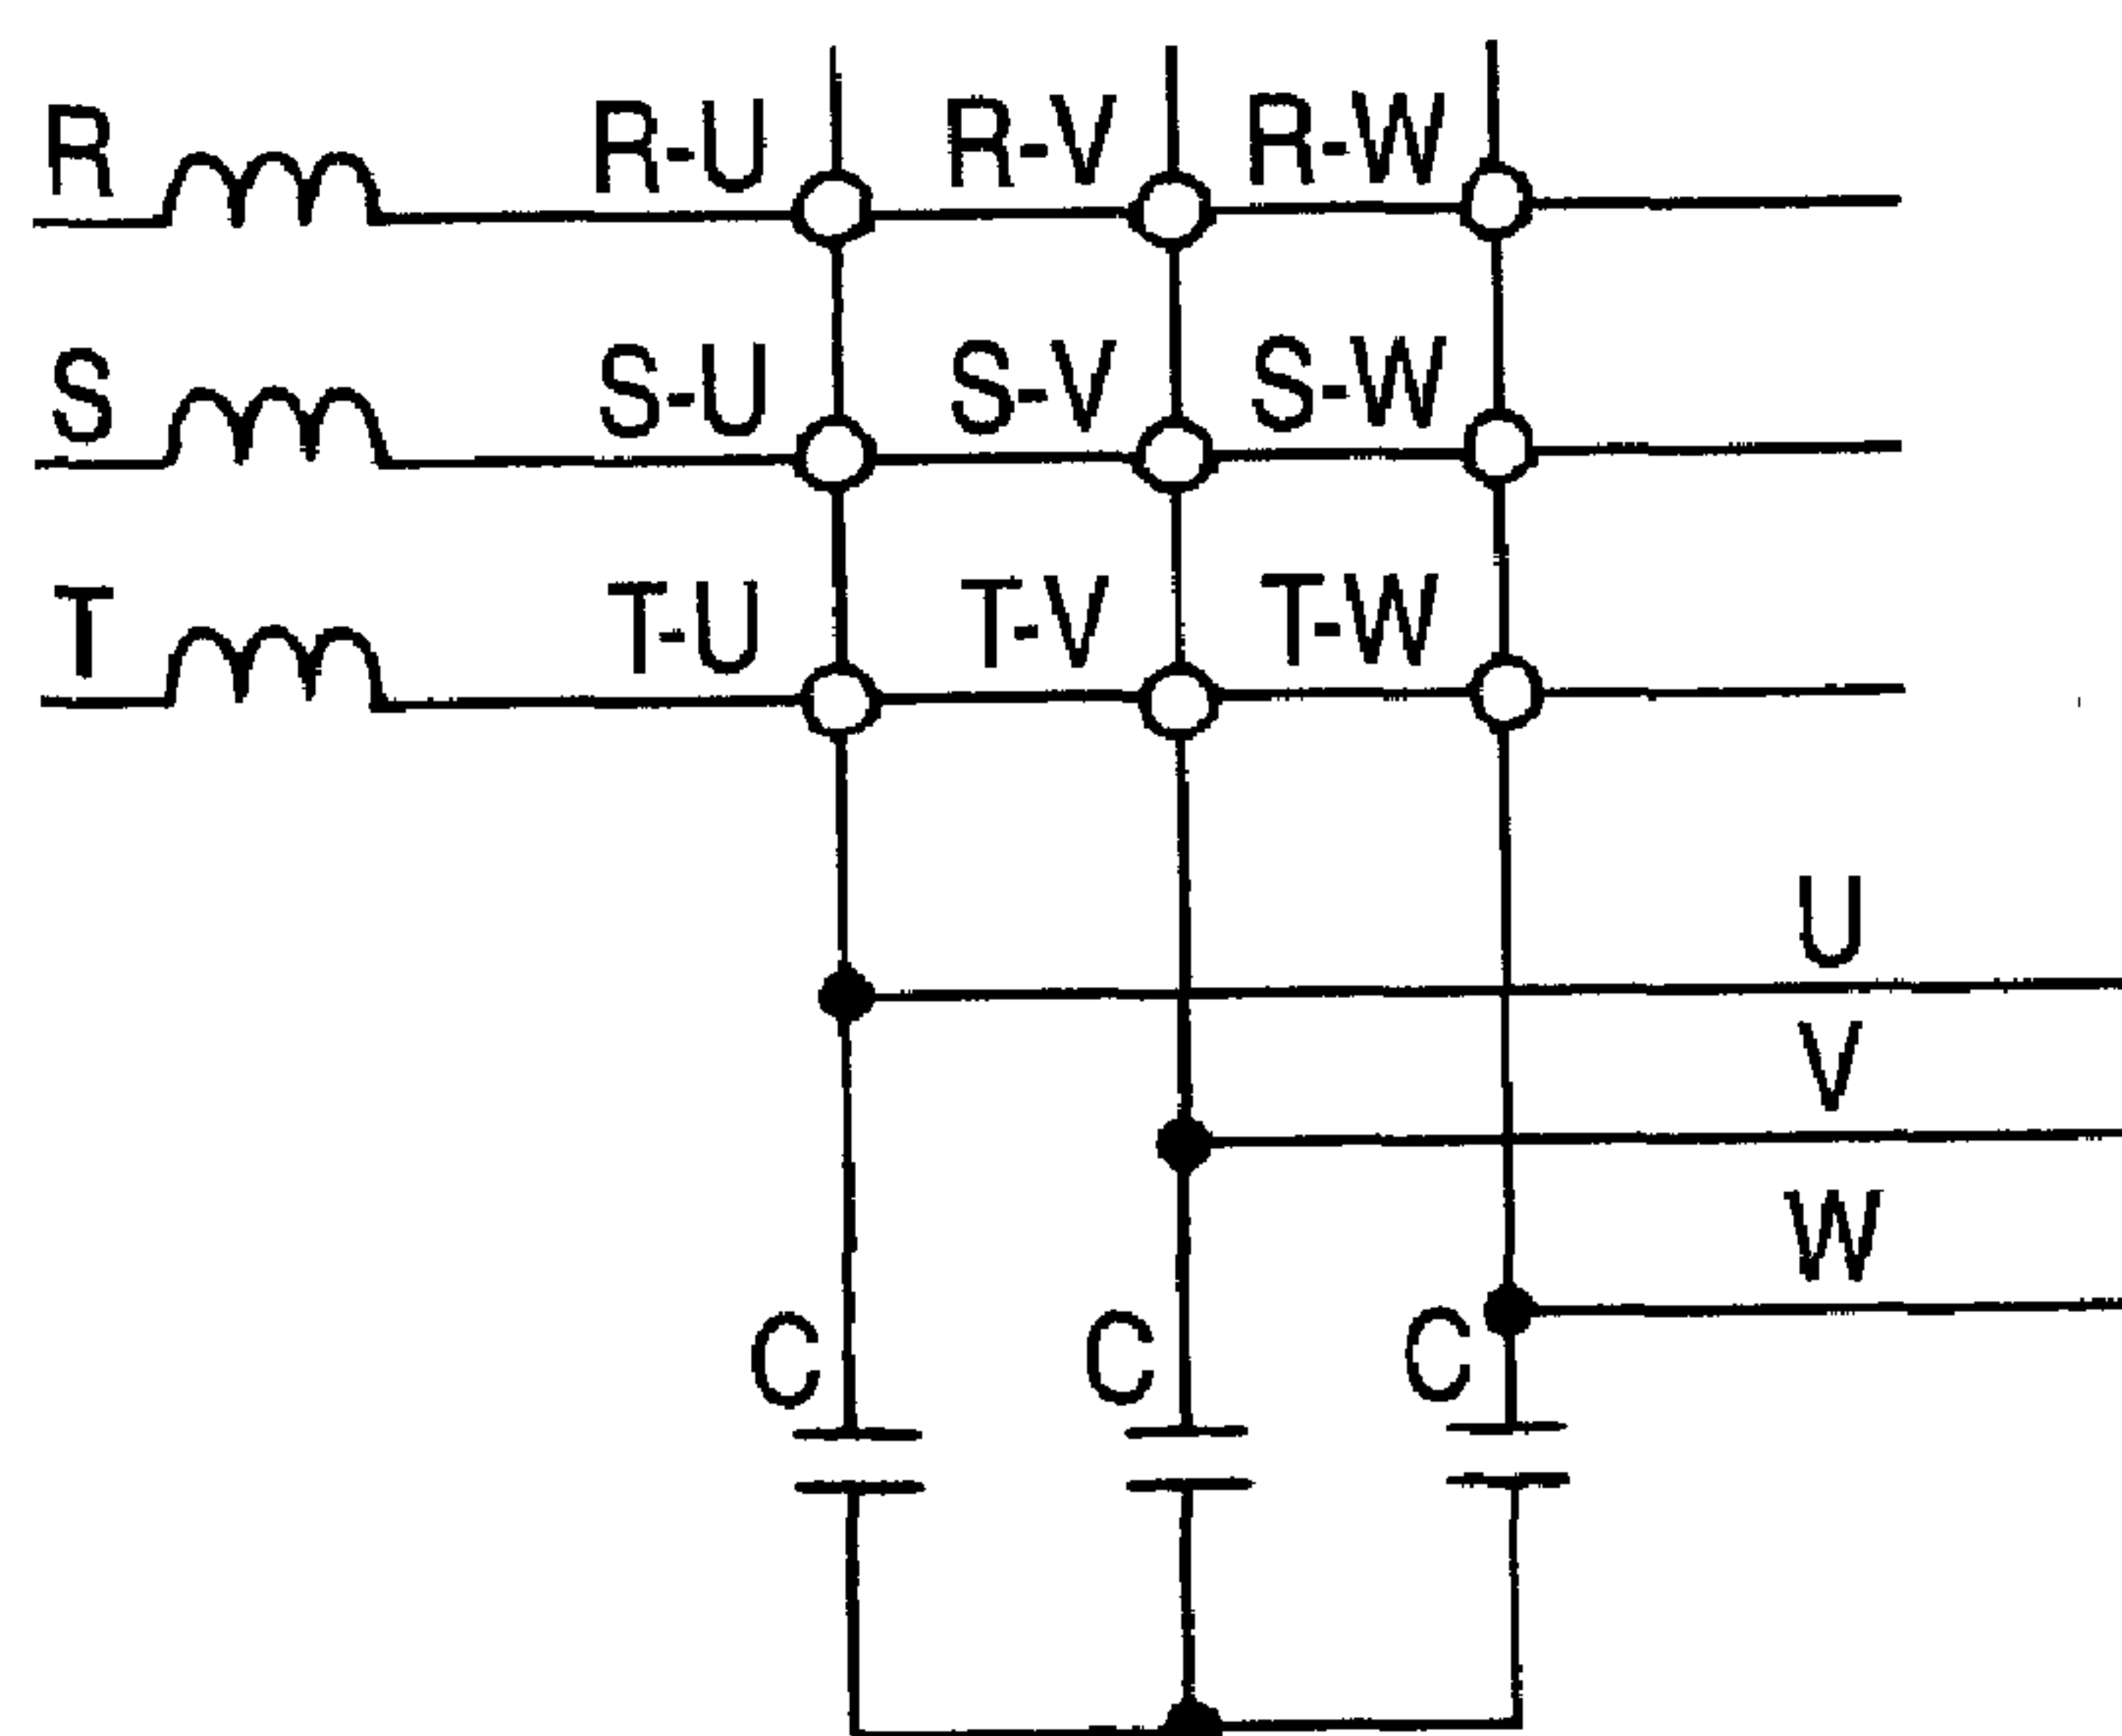 R R-U R-V R-W
S S-U S-V S-W
T T-U T-V T-W
U
V
W
C C C